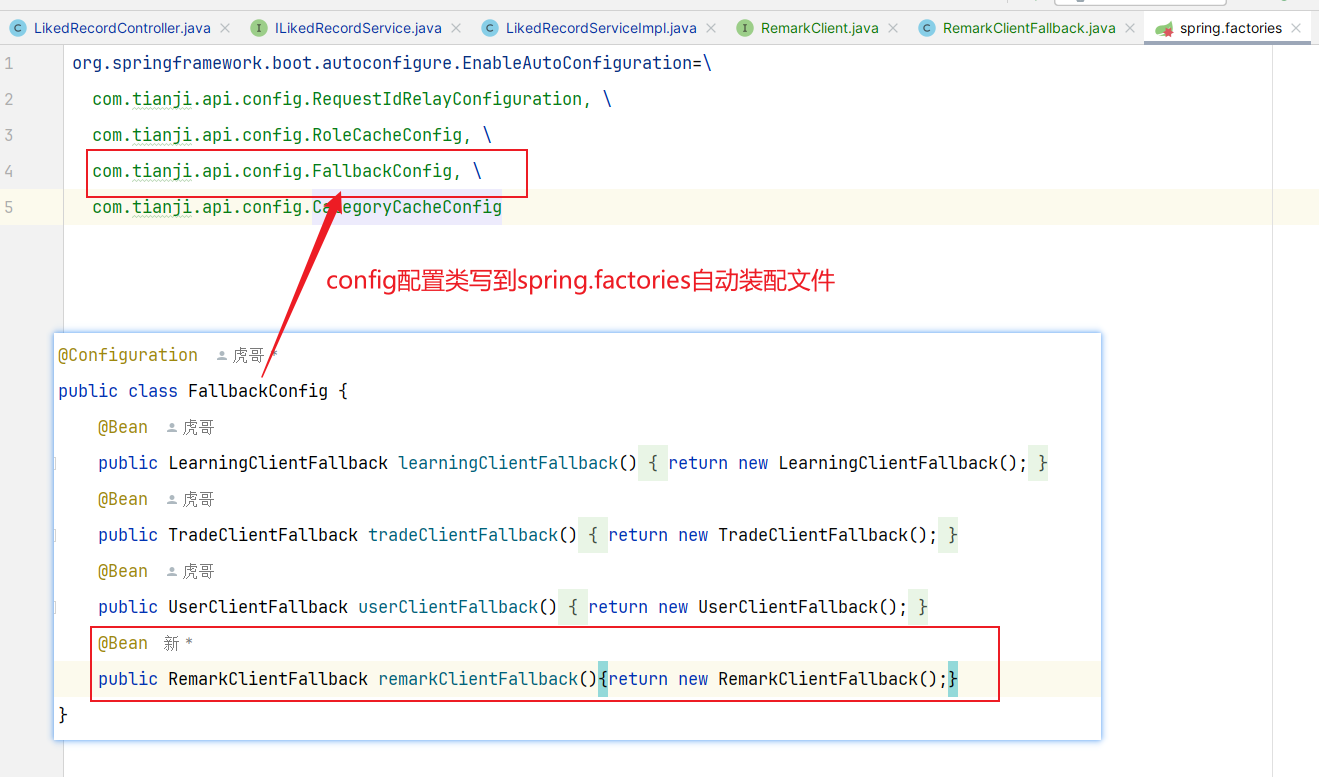 LikedRecordController.java ILikedRecordService.java LikedRecordServiceImpl.java RemarkClient.java RemarkClientFallback.java spring.factories
1 org.springframework.boot.autoconfigure.EnableAutoConfiguration=\
2 com.tianji.api.config.RequestIdRelayConfiguration, \
3 com.tianji.api.config.RoleCacheConfig, \
4 com.tianji.api.config.FallbackConfig, \
5 com.tianji.api.config.CategoryCacheConfig
config配置类写到spring.factories自动装配文件
@Configuration 虎哥 *
public class FallbackConfig {
@Bean 虎哥
public LearningClientFallback learningClientFallback() { return new LearningClientFallback(); }
@Bean 虎哥
public TradeClientFallback tradeClientFallback() { return new TradeClientFallback(); }
@Bean 虎哥
public UserClientFallback userClientFallback() { return new UserClientFallback(); }
@Bean 新 *
public RemarkClientFallback remarkClientFallback(){return new RemarkClientFallback();}
}